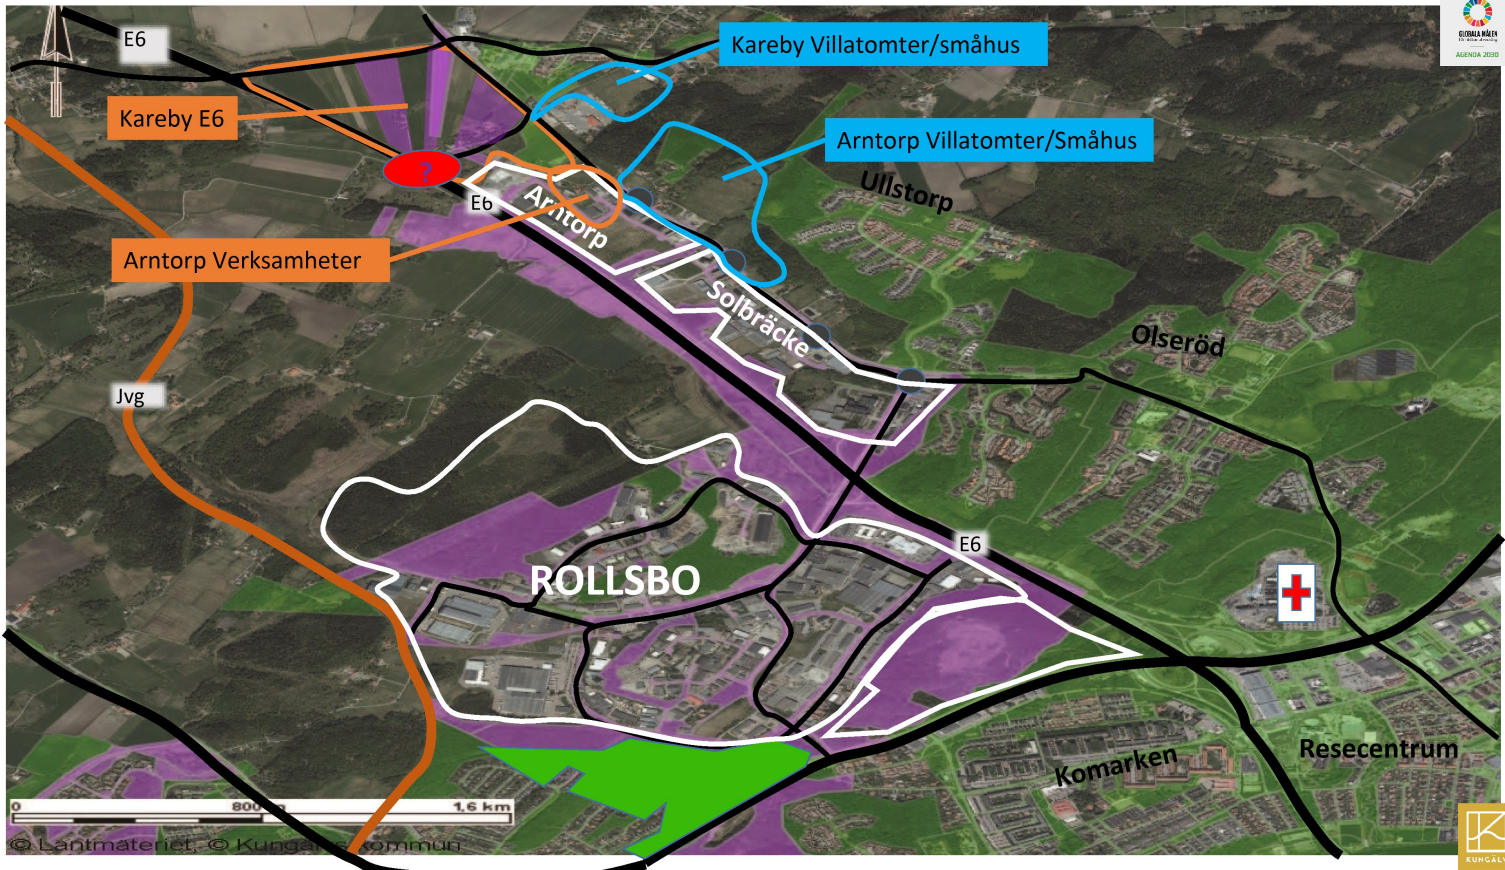 E6
Kareby Villatomter/småhus
GLOBALA MÅLEN
AGENDA 2030
Kareby E6
Arntorp Villatomter/Småhus
?
E6
Arntorp
Ullstorp
Arntorp Verksamheter
Solbräcke
Olseröd
Jvg
E6
ROLLSBO
Resecentrum
Komarken
0 800 m 1,6 km
© Lantmäteriet, © Kungälvs kommun
KUNGÄLV